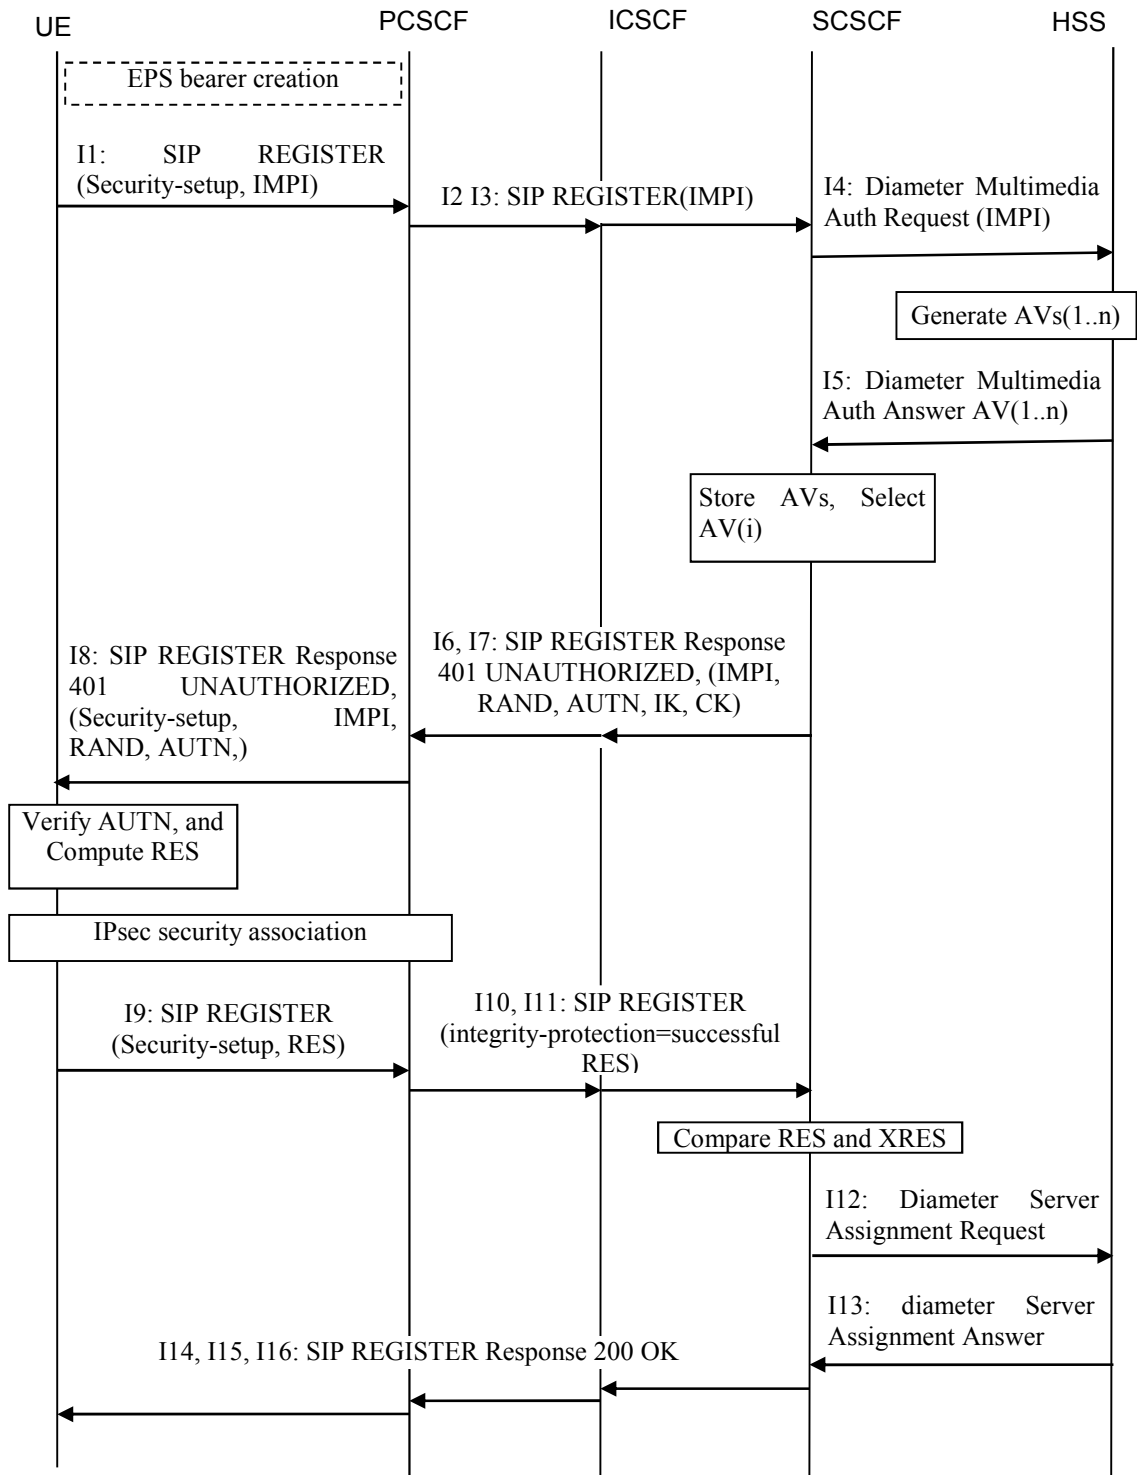 UE PCSCF ICSCF SCSCF HSS
EPS bearer creation
I1: SIP REGISTER
(Security-setup, IMPI)
I2 I3: SIP REGISTER(IMPI)
I4: Diameter Multimedia
Auth Request (IMPI)
Generate AVs(1..n)
I5: Diameter Multimedia
Auth Answer AV(1..n)
Store AVs, Select
AV(i)
I6, I7: SIP REGISTER Response
401 UNAUTHORIZED, (IMPI,
RAND, AUTN, IK, CK)
I8: SIP REGISTER Response
401 UNAUTHORIZED,
(Security-setup, IMPI,
RAND, AUTN,)
Verify AUTN, and
Compute RES
IPsec security association
I9: SIP REGISTER
(Security-setup, RES)
I10, I11: SIP REGISTER
(integrity-protection=successful
RES)
Compare RES and XRES
I12: Diameter Server
Assignment Request
I13: diameter Server
Assignment Answer
I14, I15, I16: SIP REGISTER Response 200 OK